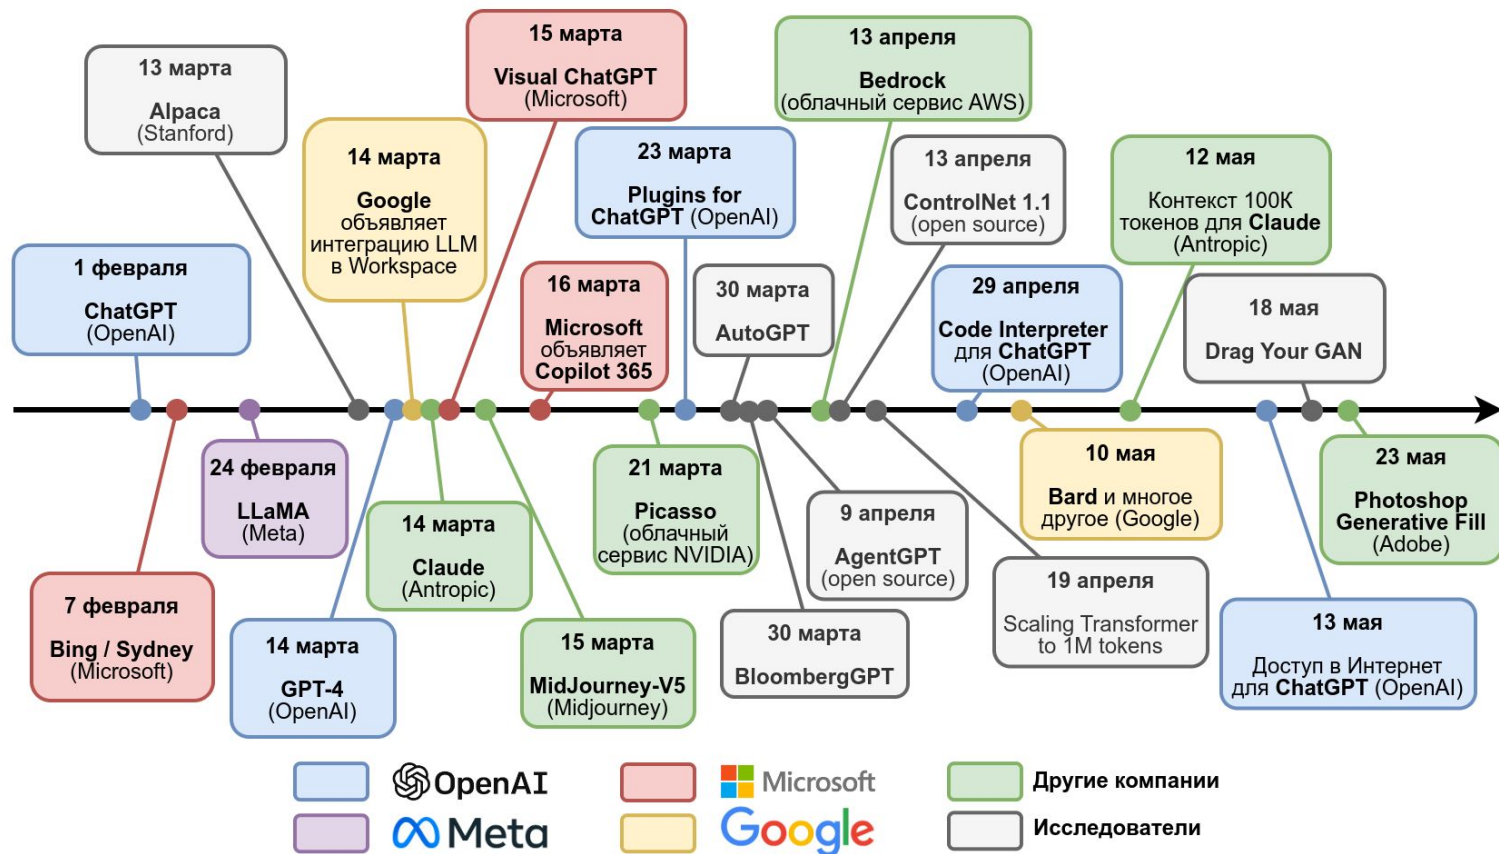 13 марта
Alpaca
(Stanford)
15 марта
Visual ChatGPT
(Microsoft)
13 апреля
Bedrock
(облачный сервис AWS)
14 марта
Google
объявляет
интеграцию LLM
в Workspace
23 марта
Plugins for
ChatGPT (OpenAI)
13 апреля
ControlNet 1.1
(open source)
12 мая
Контекст 100К
токенов для Claude
(Antropic)
1 февраля
ChatGPT
(OpenAI)
16 марта
Microsoft
объявляет
Copilot 365
30 марта
AutoGPT
29 апреля
Code Interpreter
для ChatGPT
(OpenAI)
18 мая
Drag Your GAN
24 февраля
LLaMA
(Meta)
7 февраля
Bing / Sydney
(Microsoft)
14 марта
GPT-4
(OpenAI)
14 марта
Claude
(Antropic)
15 марта
MidJourney-V5
(Midjourney)
21 марта
Picasso
(облачный
сервис NVIDIA)
30 марта
BloombergGPT
9 апреля
AgentGPT
(open source)
19 апреля
Scaling Transformer
to 1M tokens
10 мая
Bard и многое
другое (Google)
13 мая
Доступ в Интернет
для ChatGPT (OpenAI)
23 мая
Photoshop
Generative Fill
(Adobe)
OpenAI
Microsoft
Другие компании
Meta
Google
Исследователи